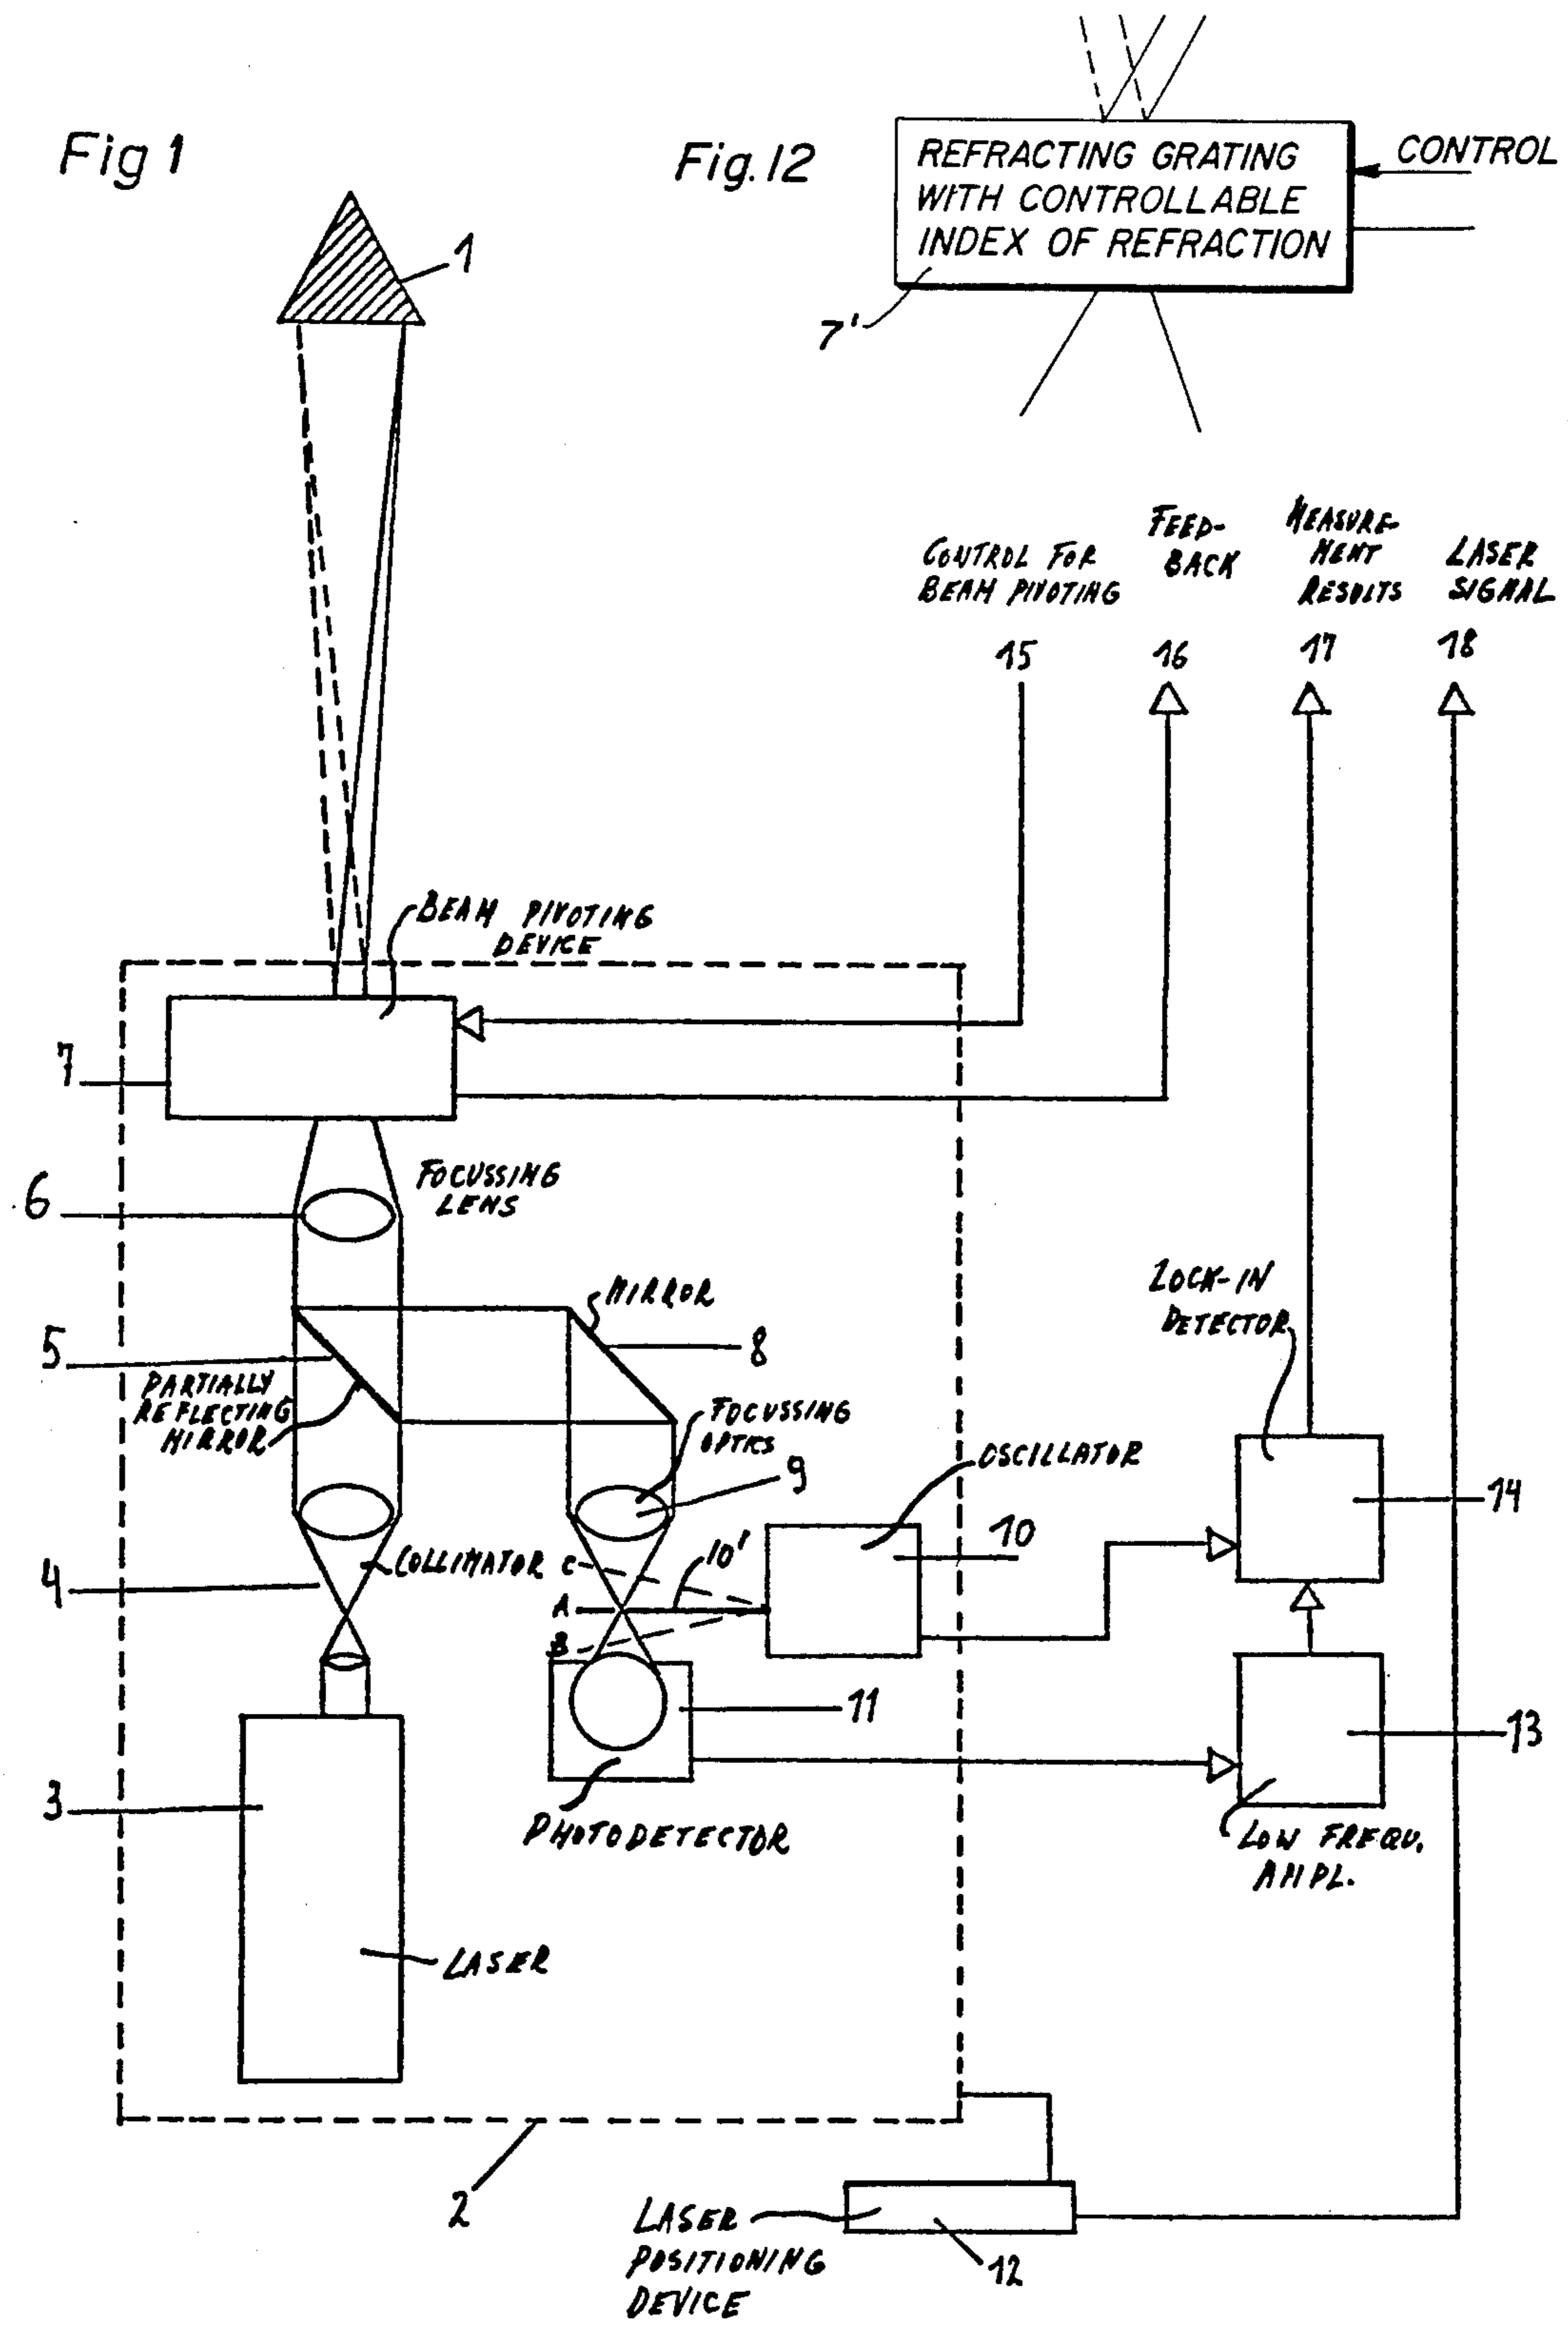 Fig 1
Fig. 12
REFRACTING GRATING
WITH CONTROLLABLE
INDEX OF REFRACTION
CONTROL
7'
1
CONTROL FOR
BEAM PIVOTING
15
FEED-
BACK
16
MEASURE-
MENT
RESULTS
17
LASER
SIGNAL
18
BEAM PIVOTING
DEVICE
7
FOCUSSING
LENS
6
MIRROR
8
5
PARTIALLY
REFLECTING
MIRROR
FOCUSSING
OPTICS
9
OSCILLATOR
10
LOCK-IN
DETECTOR
14
4
COLLIMATOR
C
10'
A
B
11
13
3
PHOTODETECTOR
LOW FREQU.
AMPL.
LASER
2
LASER
POSITIONING
DEVICE
12